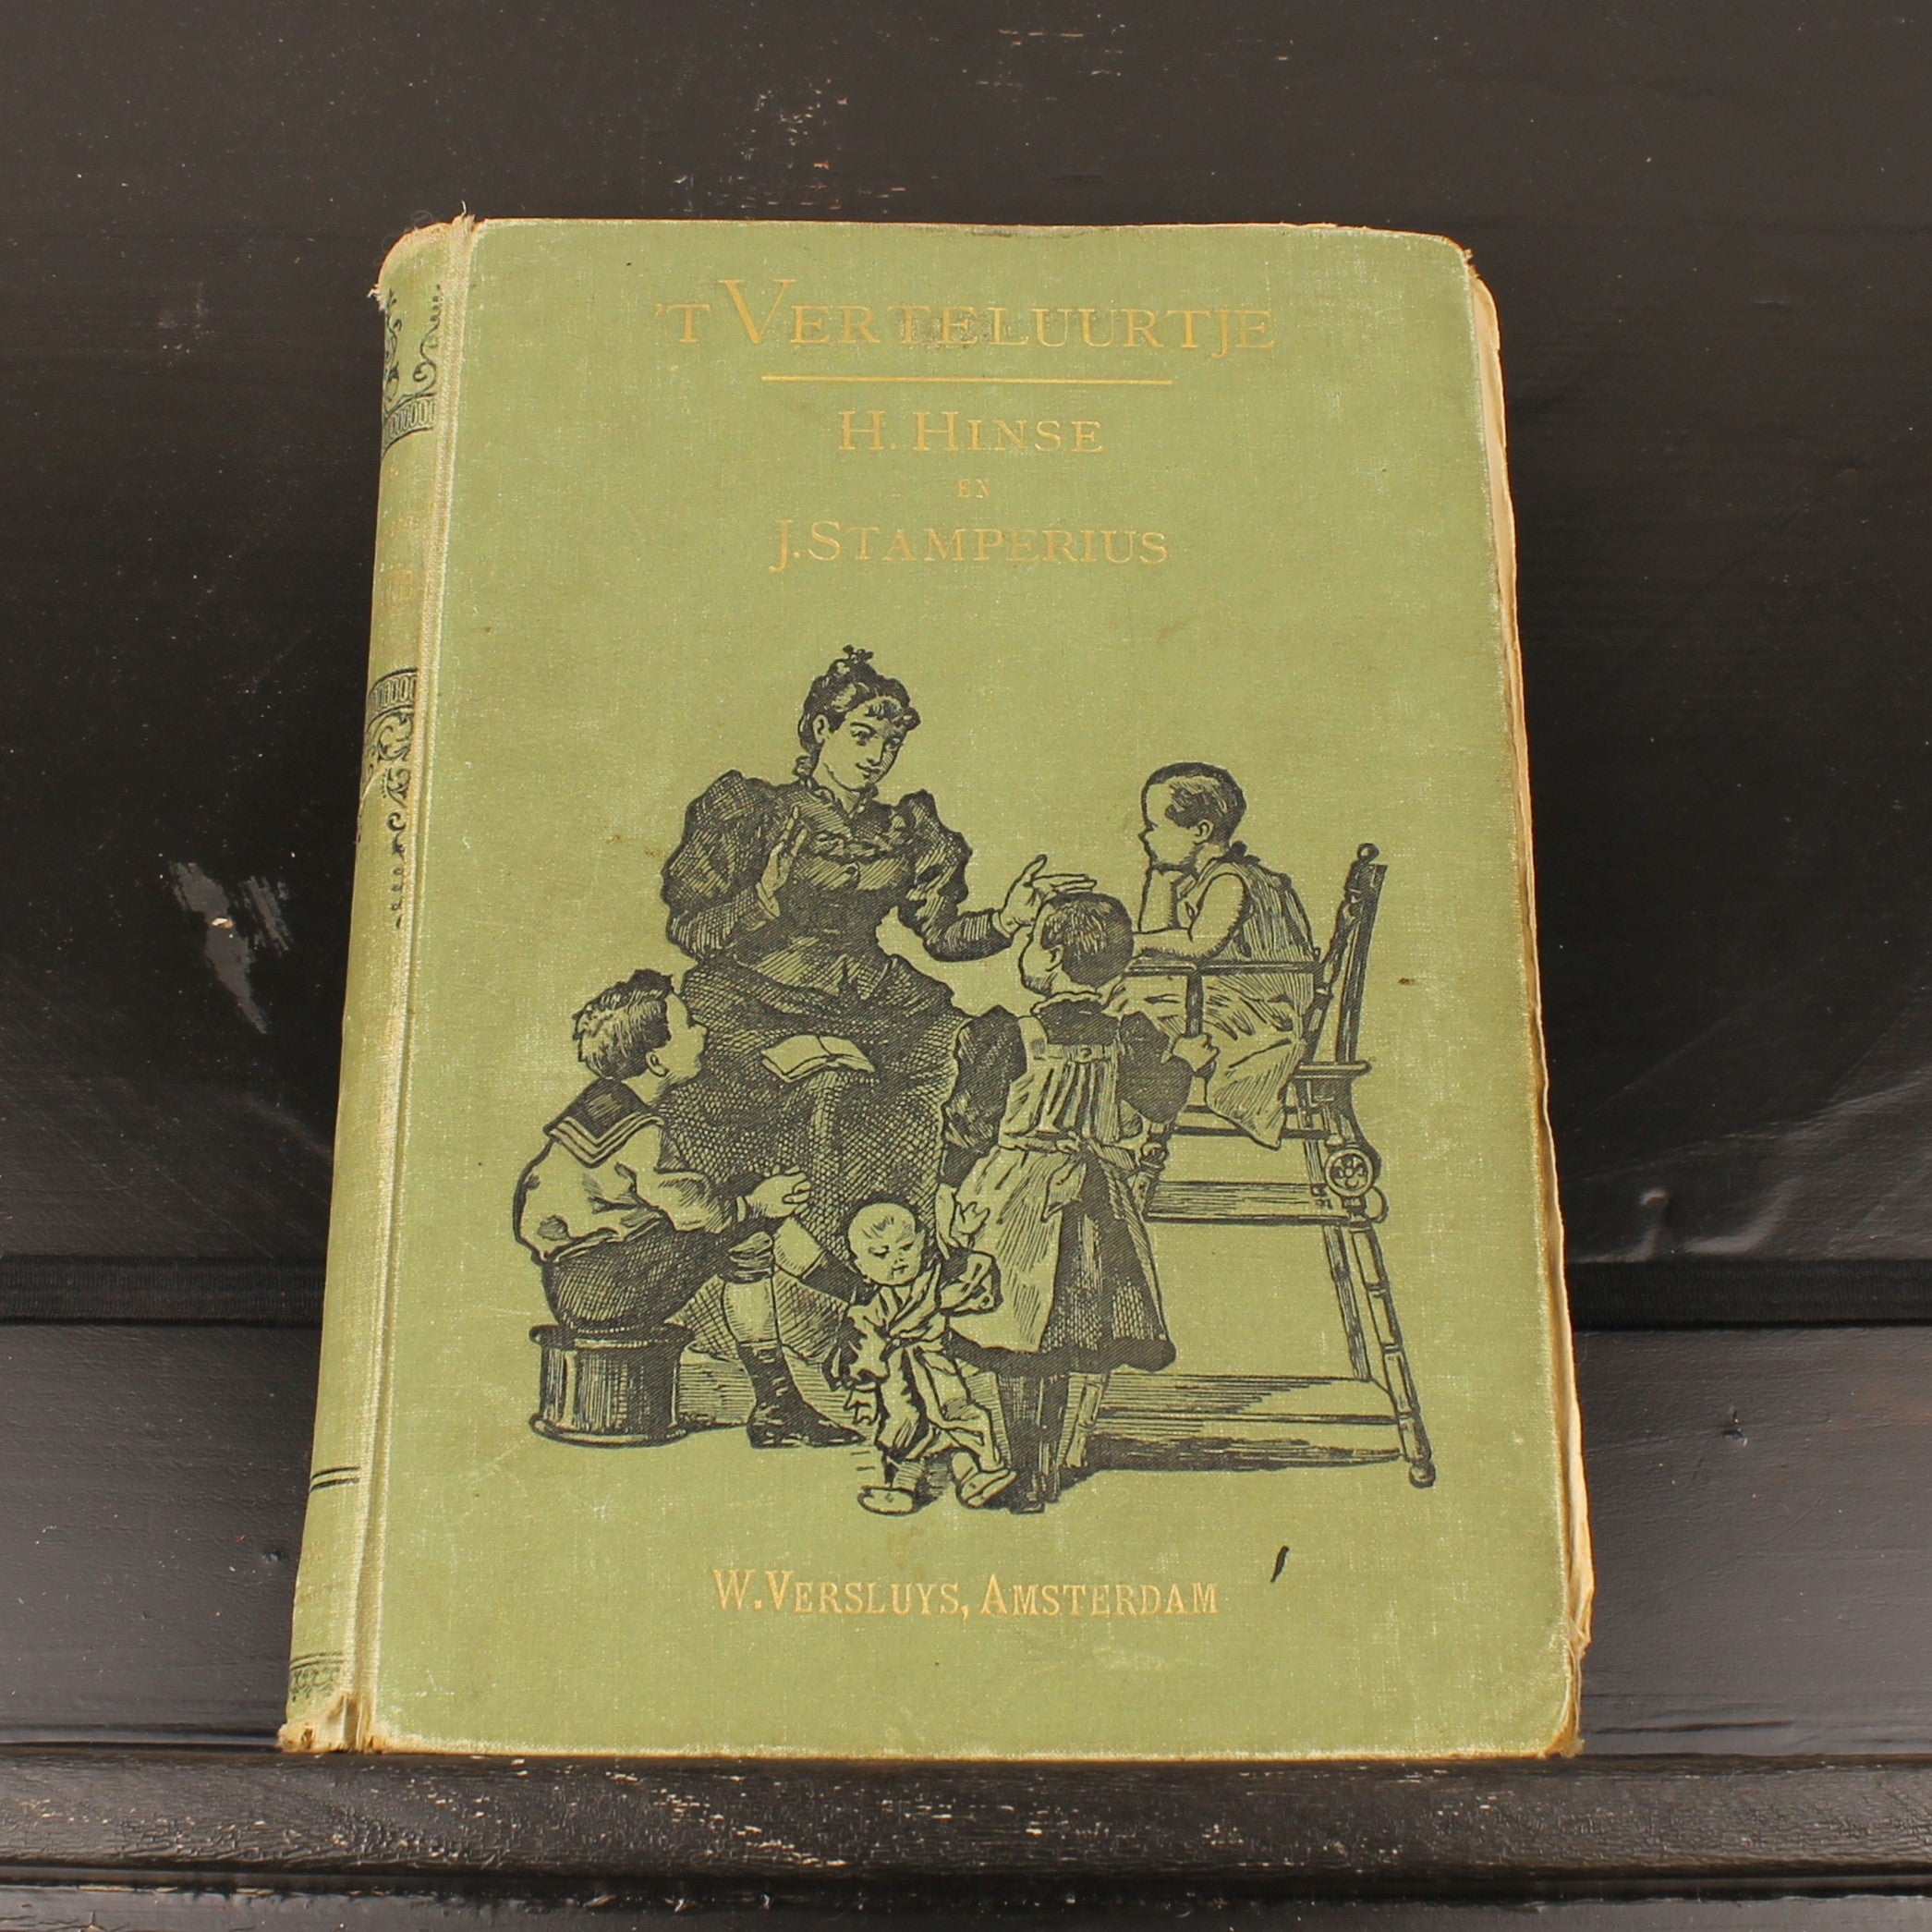 'T VERTELUURTJE
H. HINSE
EN
J. STAMPERIUS
W. VERSLUYS, AMSTERDAM